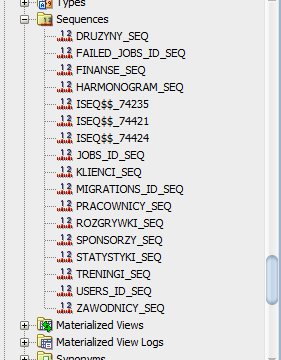 Types
Sequences
DRUZYNY_SEQ
FAILED_JOBS_ID_SEQ
FINANSE_SEQ
HARMONOGRAM_SEQ
ISEQ$$_74235
ISEQ$$_74421
ISEQ$$_74424
JOBS_ID_SEQ
KLIENCI_SEQ
MIGRATIONS_ID_SEQ
PRACOWNICY_SEQ
ROZGRYWKI_SEQ
SPONSORZY_SEQ
STATYSTYKI_SEQ
TRENINGI_SEQ
USERS_ID_SEQ
ZAWODNICY_SEQ
Materialized Views
Materialized View Logs
Synonyms